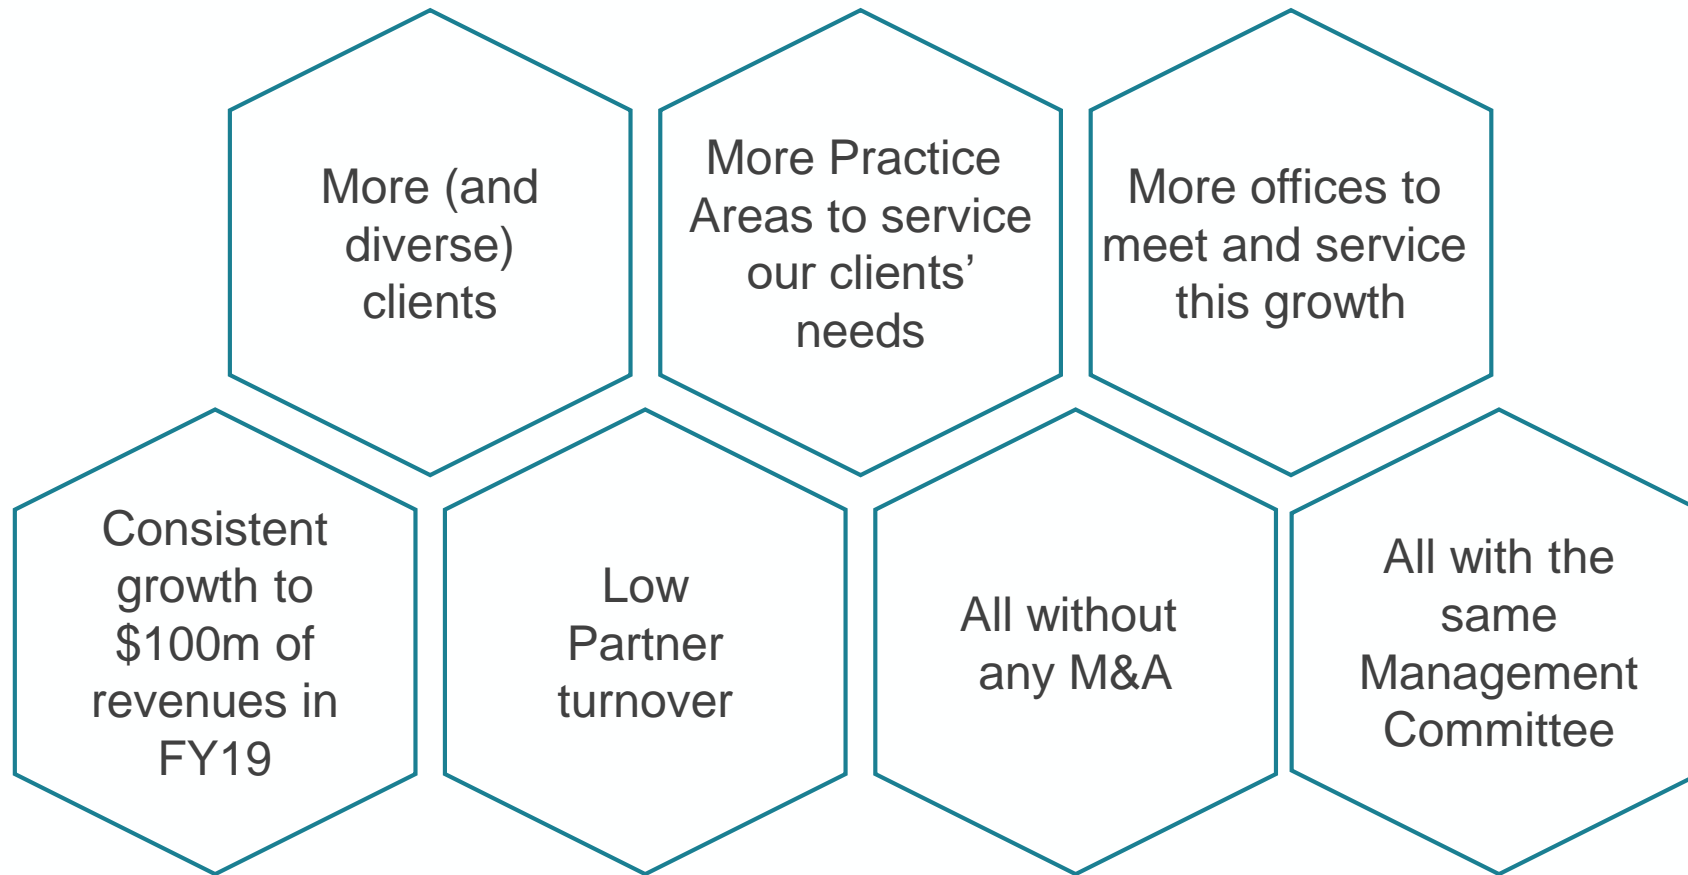 More (and
diverse)
clients
More Practice
Areas to service
our clients’
needs
More offices to
meet and service
this growth
Consistent
growth to
$100m of
revenues in
FY19
Low
Partner
turnover
All without
any M&A
All with the
same
Management
Committee